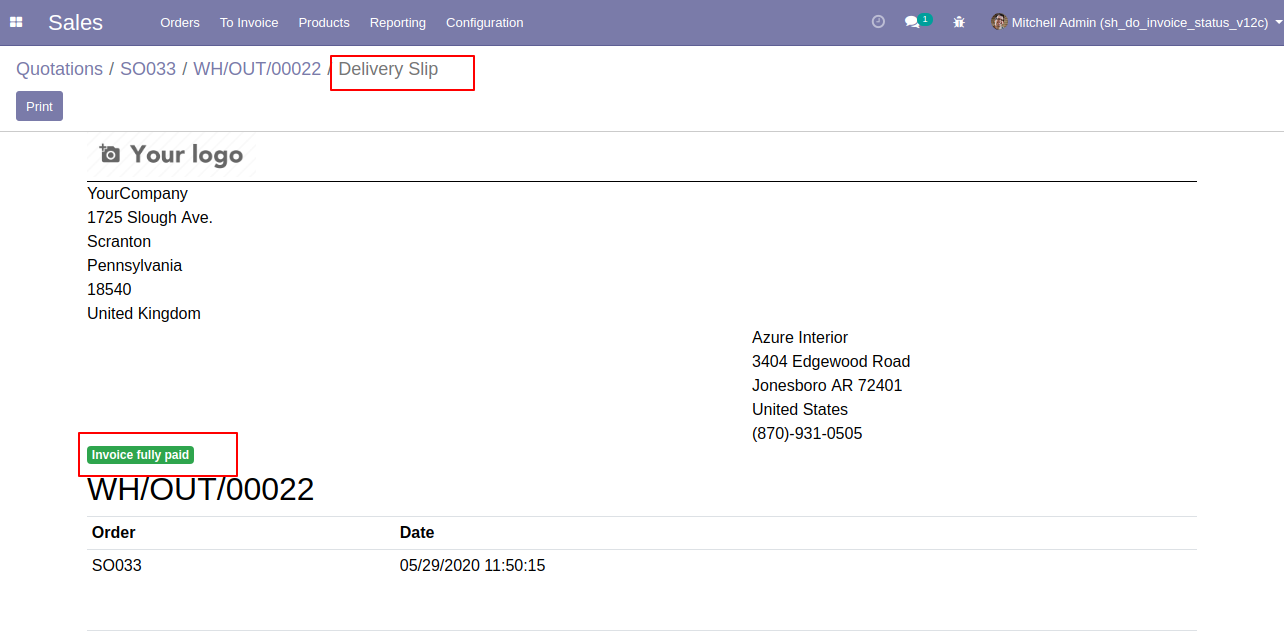 Sales Orders To Invoice Products Reporting Configuration 1 Mitchell Admin (sh_do_invoice_status_v12c)
Quotations / SO033 / WH/OUT/00022 / Delivery Slip
Print
Your logo
YourCompany
1725 Slough Ave.
Scranton
Pennsylvania
18540
United Kingdom
Azure Interior
3404 Edgewood Road
Jonesboro AR 72401
United States
(870)-931-0505
Invoice fully paid
WH/OUT/00022
Order Date
SO033 05/29/2020 11:50:15